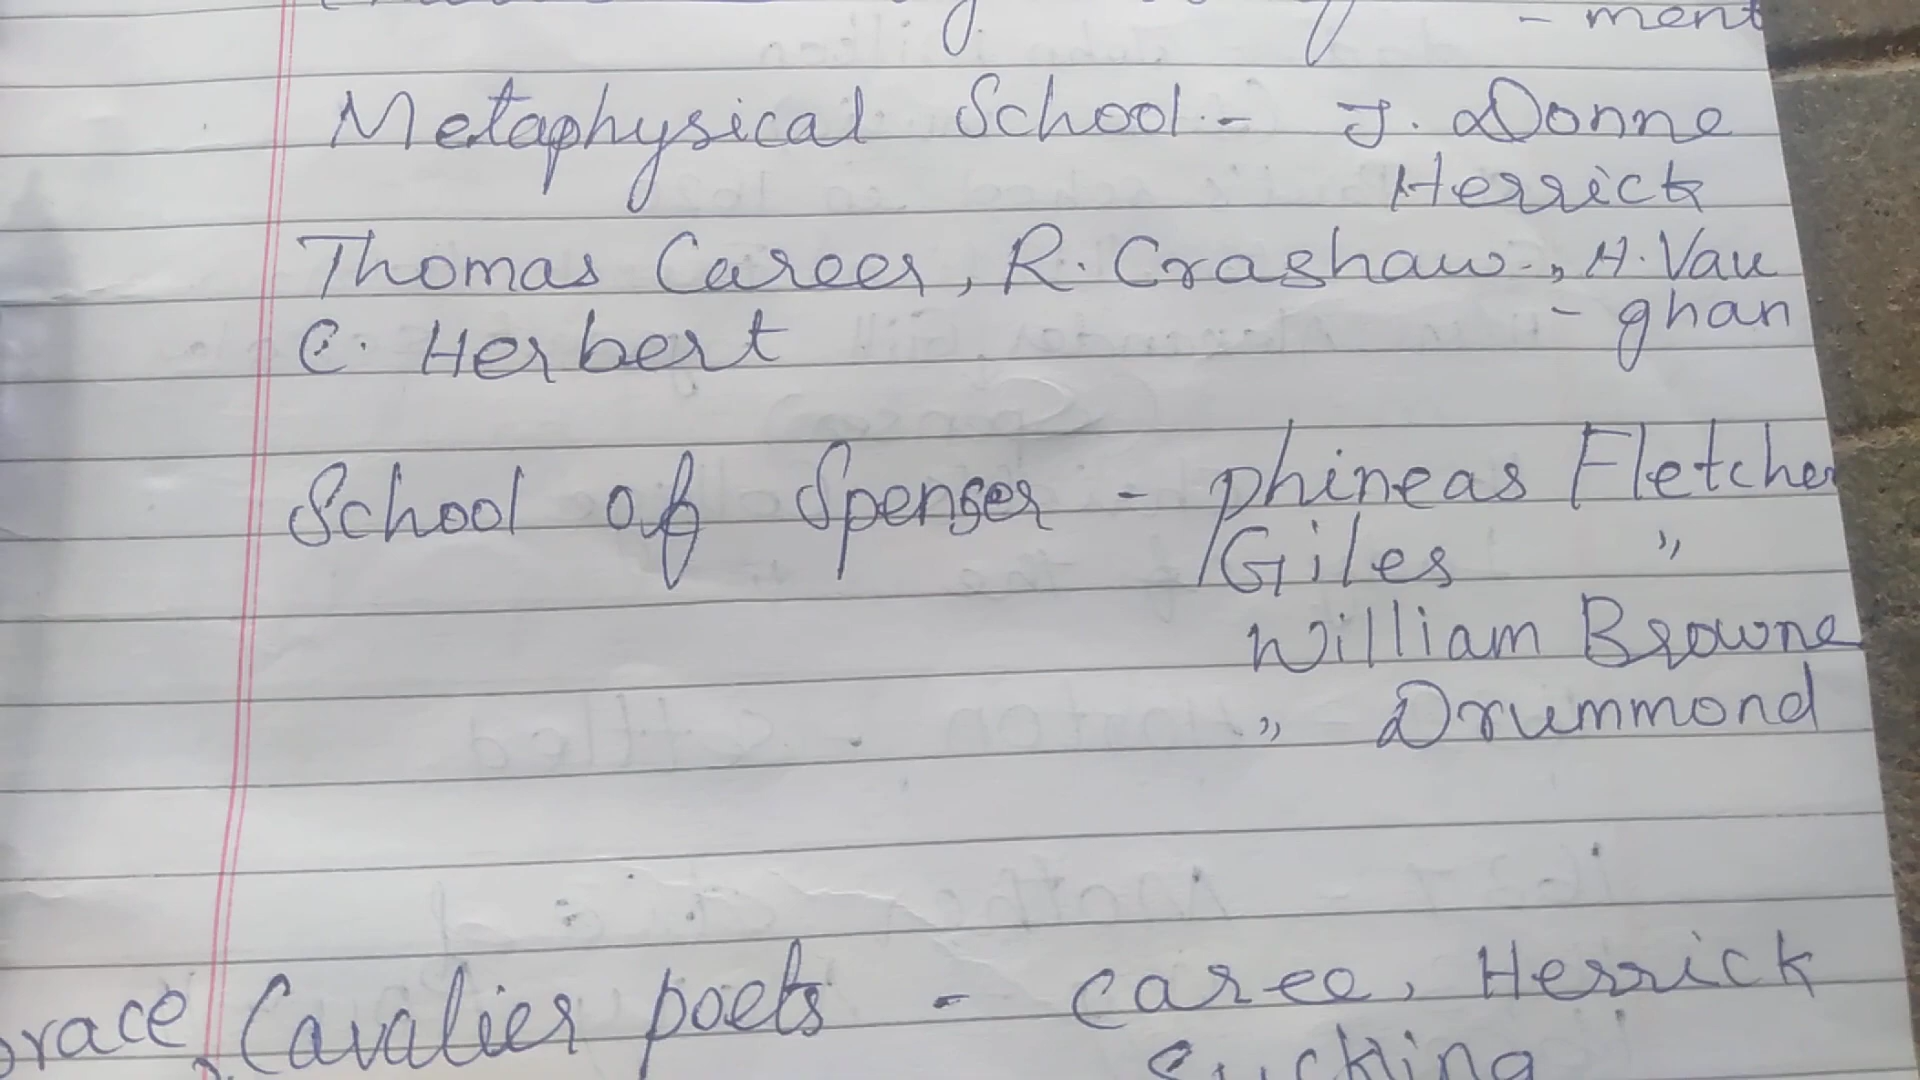 - ment
Metaphysical School - J. Donne
Herrick
Thomas Career, R. Crashaw, H. Vau
- ghan
C. Herbert
School of Spenser - Phineas Fletcher
Giles "
William Browne
" Drummond
race Cavalier poets - Caree, Herrick
Suckling